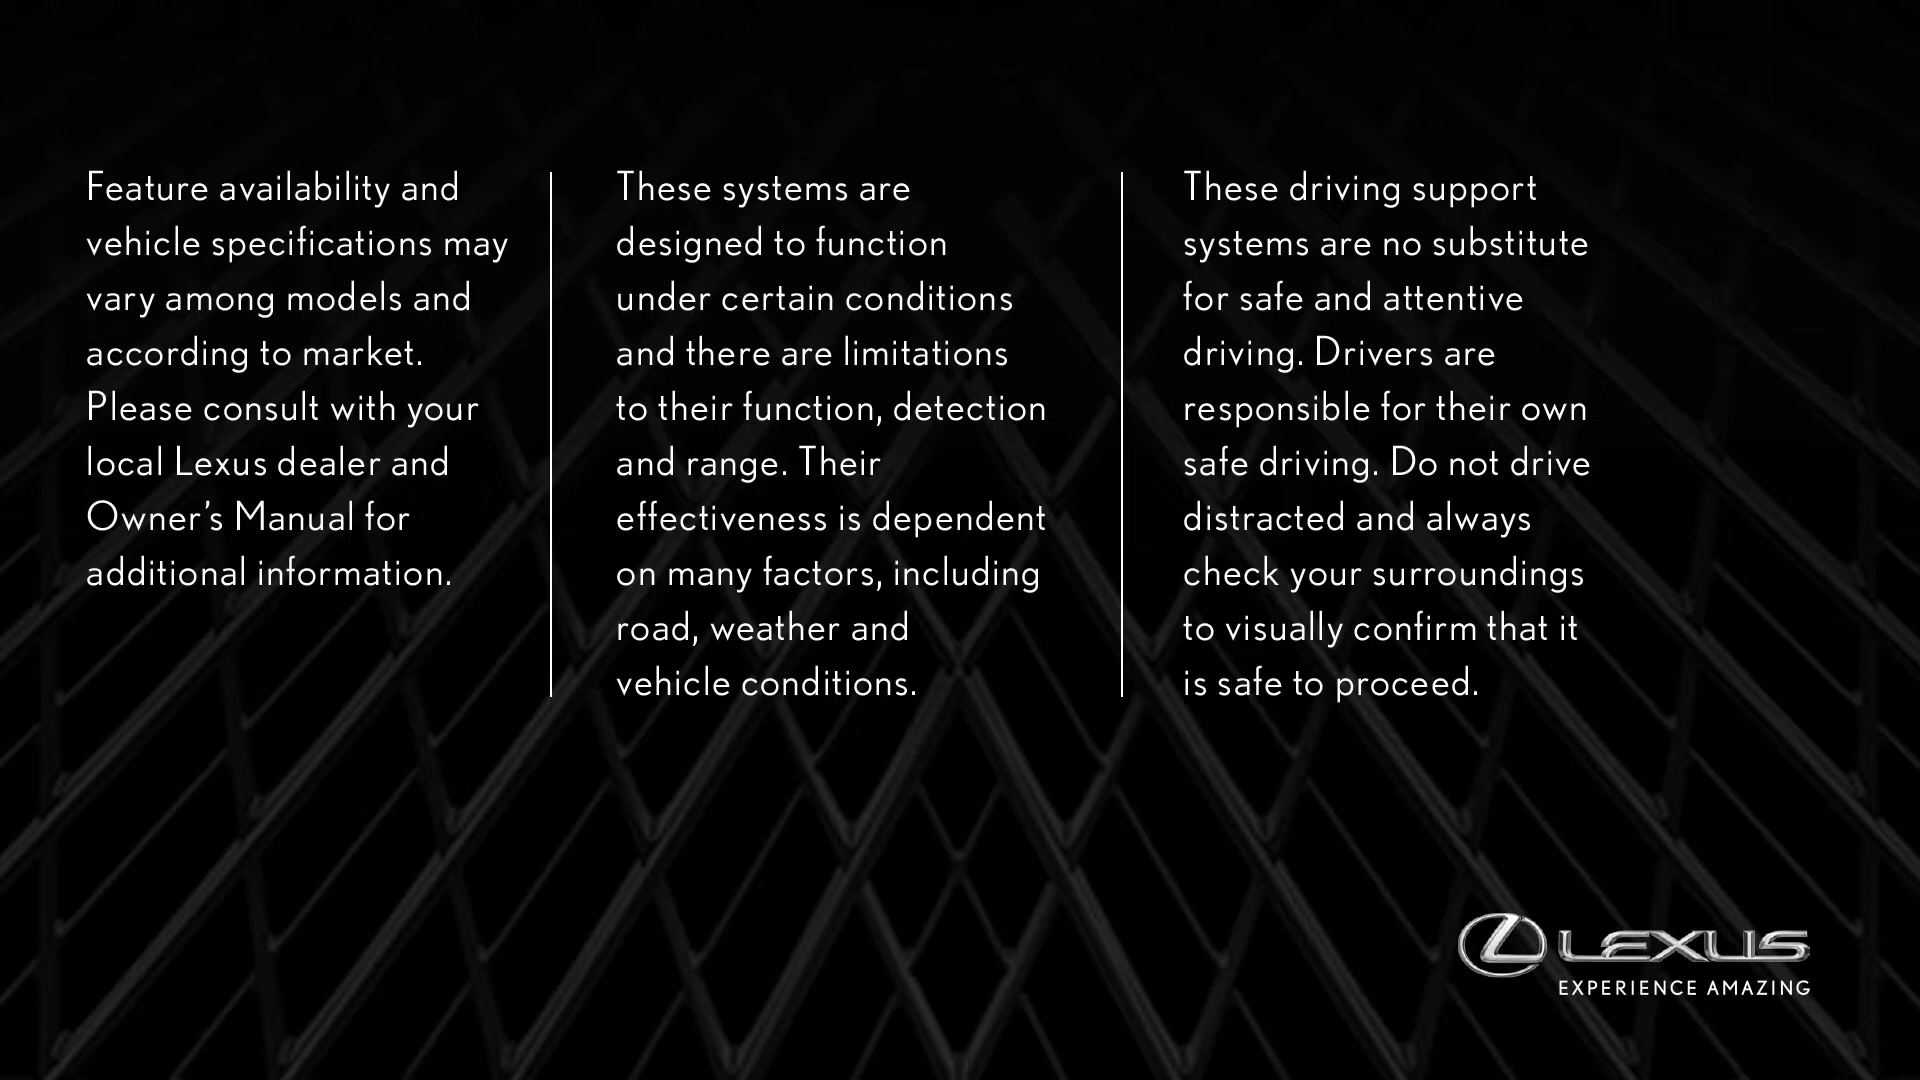 Feature availability and
vehicle specifications may
vary among models and
according to market.
Please consult with your
local Lexus dealer and
Owner’s Manual for
additional information.
These systems are
designed to function
under certain conditions
and there are limitations
to their function, detection
and range. Their
effectiveness is dependent
on many factors, including
road, weather and
vehicle conditions.
These driving support
systems are no substitute
for safe and attentive
driving. Drivers are
responsible for their own
safe driving. Do not drive
distracted and always
check your surroundings
to visually confirm that it
is safe to proceed.
LEXUS
EXPERIENCE AMAZING